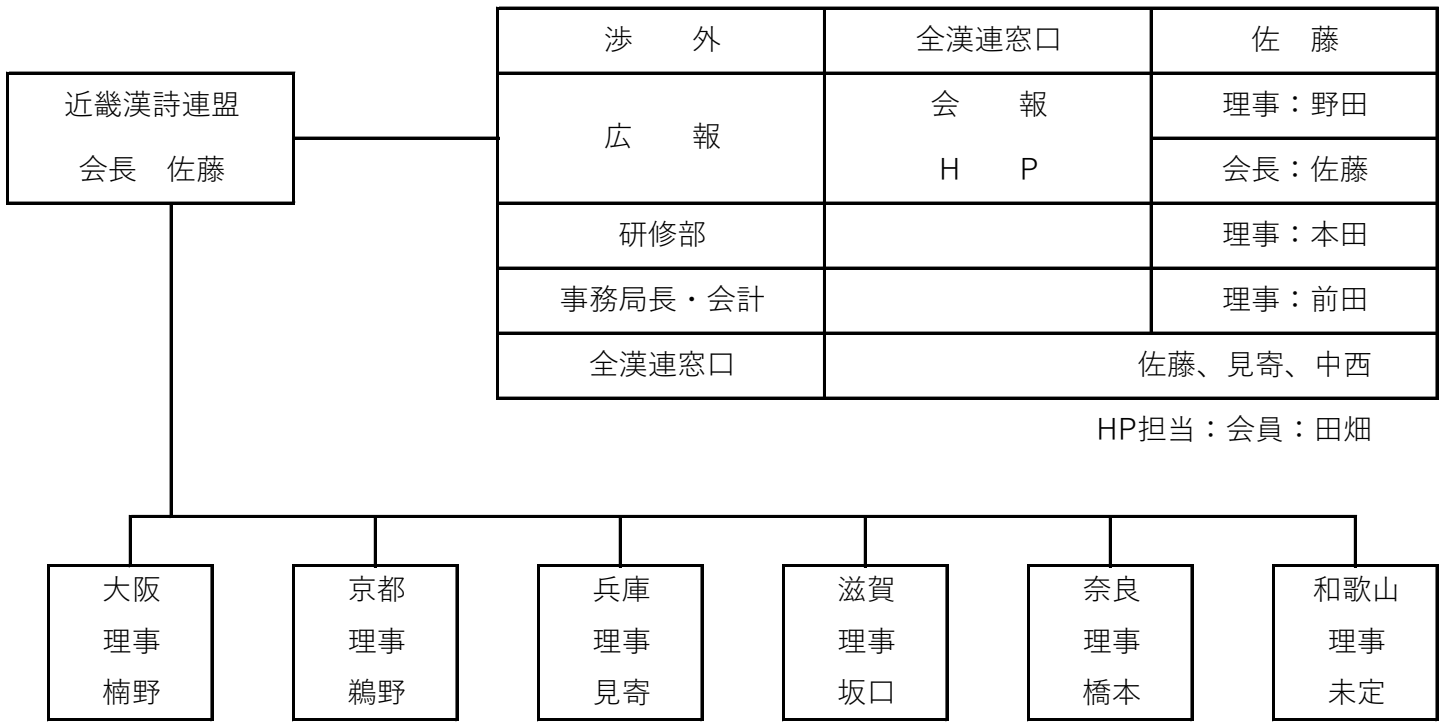 近畿漢詩連盟
会長　佐藤
渉　　外
全漢連窓口
佐　藤
広　　報
会　　報
H　　P
理事：野田
会長：佐藤
研修部
理事：本田
事務局長・会計
理事：前田
全漢連窓口
佐藤、見寄、中西
HP担当：会員：田畑
大阪
理事
楠野
京都
理事
鵜野
兵庫
理事
見寄
滋賀
理事
坂口
奈良
理事
橋本
和歌山
理事
未定